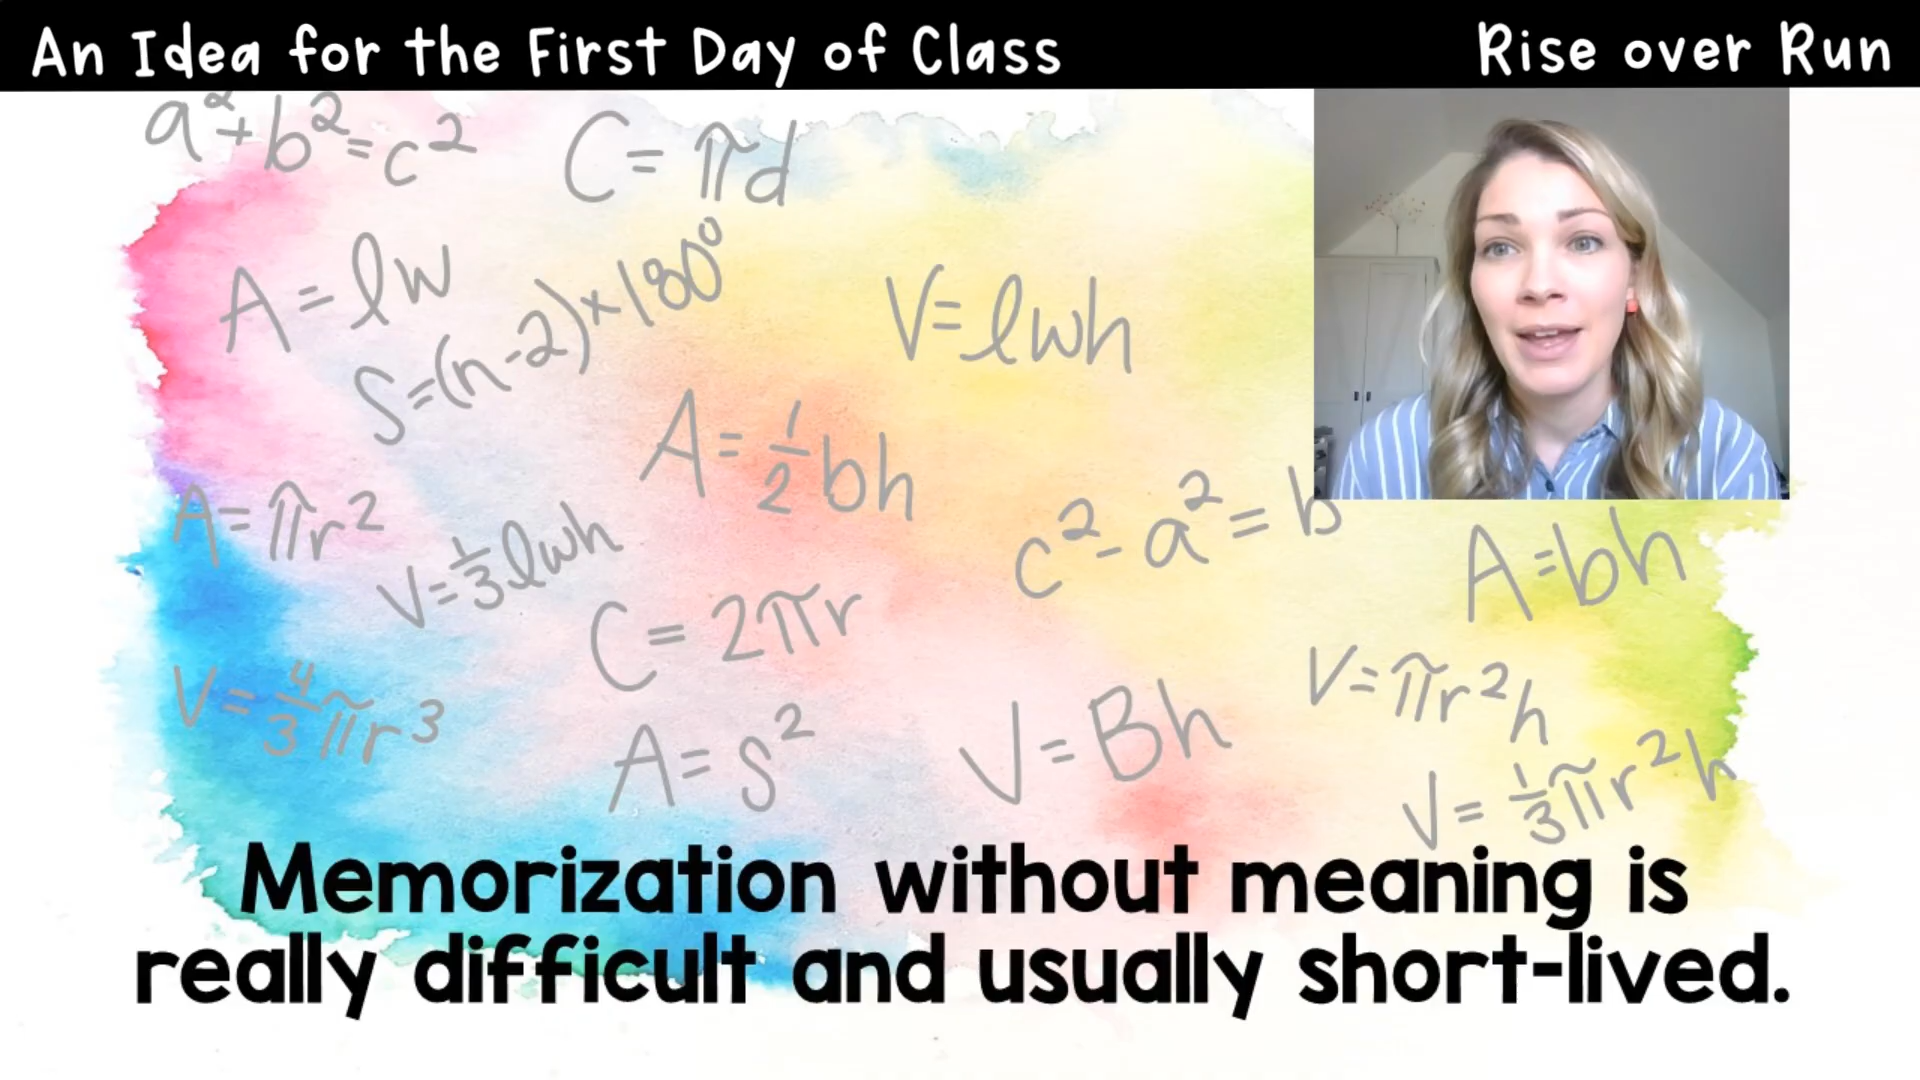 An Idea for the First Day of Class
Rise over Run
a²+b²=c²
C=πd
A=lw
S=(n-2)×180°
V=lwh
A=½bh
A=πr²
V=⅓lwh
c²-a²=b
A=bh
C=2πr
V=4/3πr³
A=s²
V=Bh
V=πr²h
V=⅓πr²h
Memorization without meaning is
really difficult and usually short-lived.